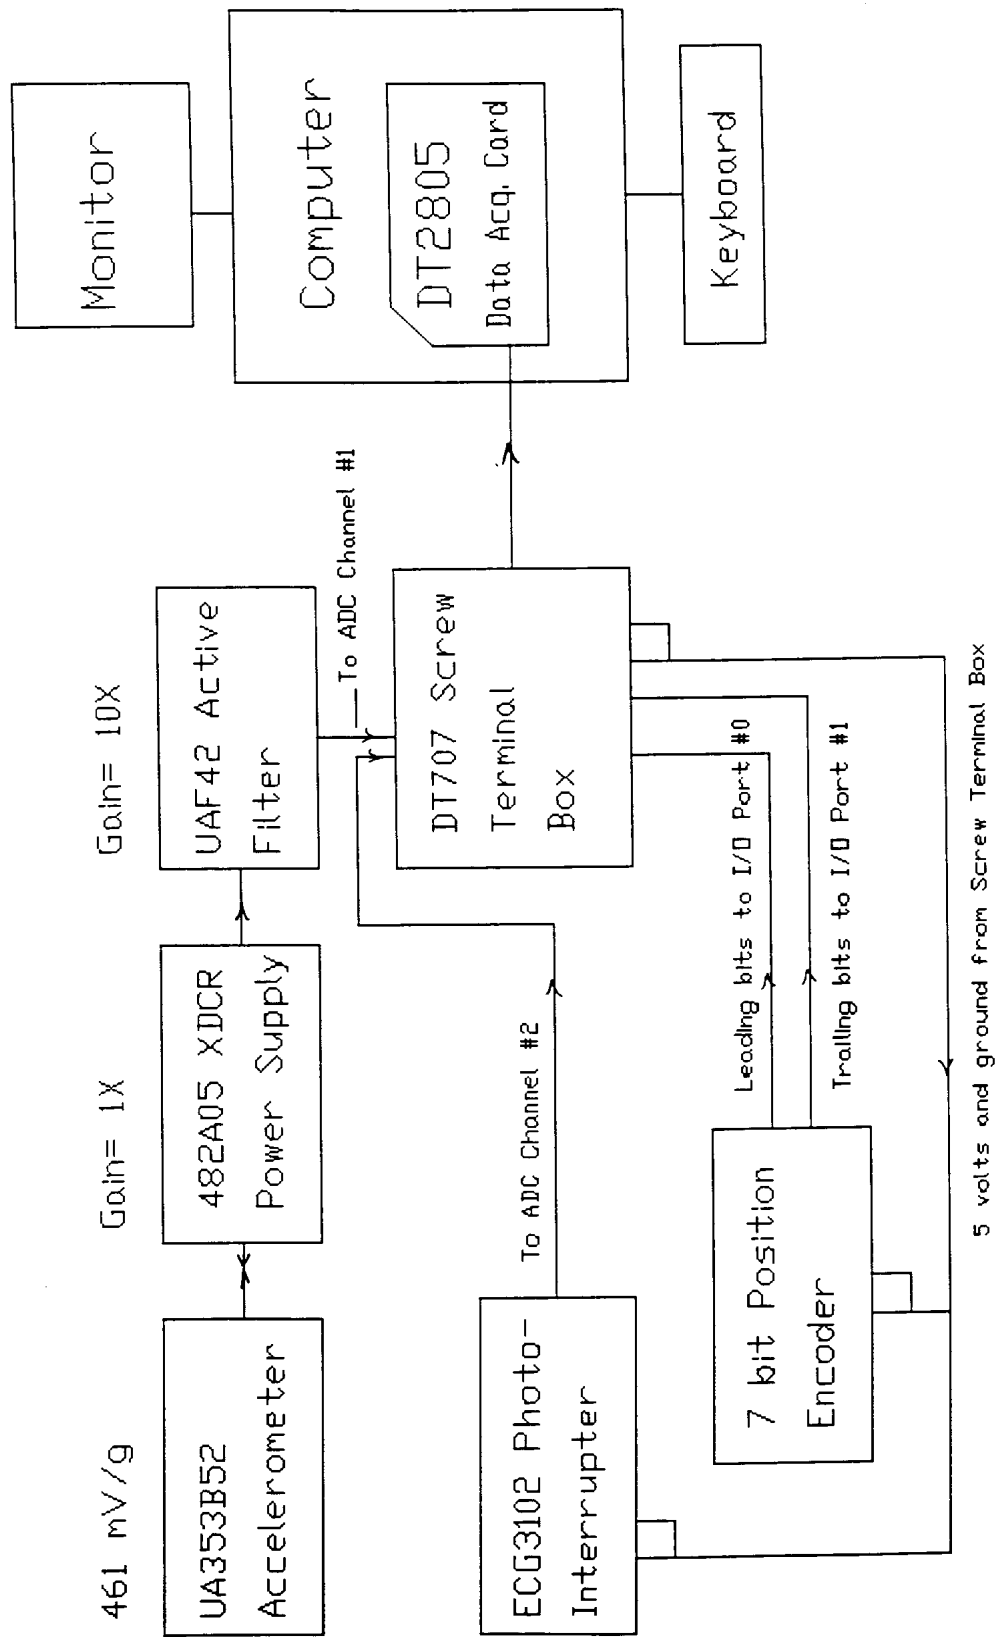 461 mV/g
Gain= 1X
Gain= 10X
UA353B52
Accelerometer
482A05 XDCR
Power Supply
UAF42 Active
Filter
To ADC Channel #1
Monitor
Computer
DT2805
Data Acq. Card
Keyboard
ECG3102 Photo-
Interrupter
To ADC Channel #2
DT707 Screw
Terminal
Box
7 bit Position
Encoder
Leading bits to I/O Port #0
Trailing bits to I/O Port #1
5 volts and ground from Screw Terminal Box